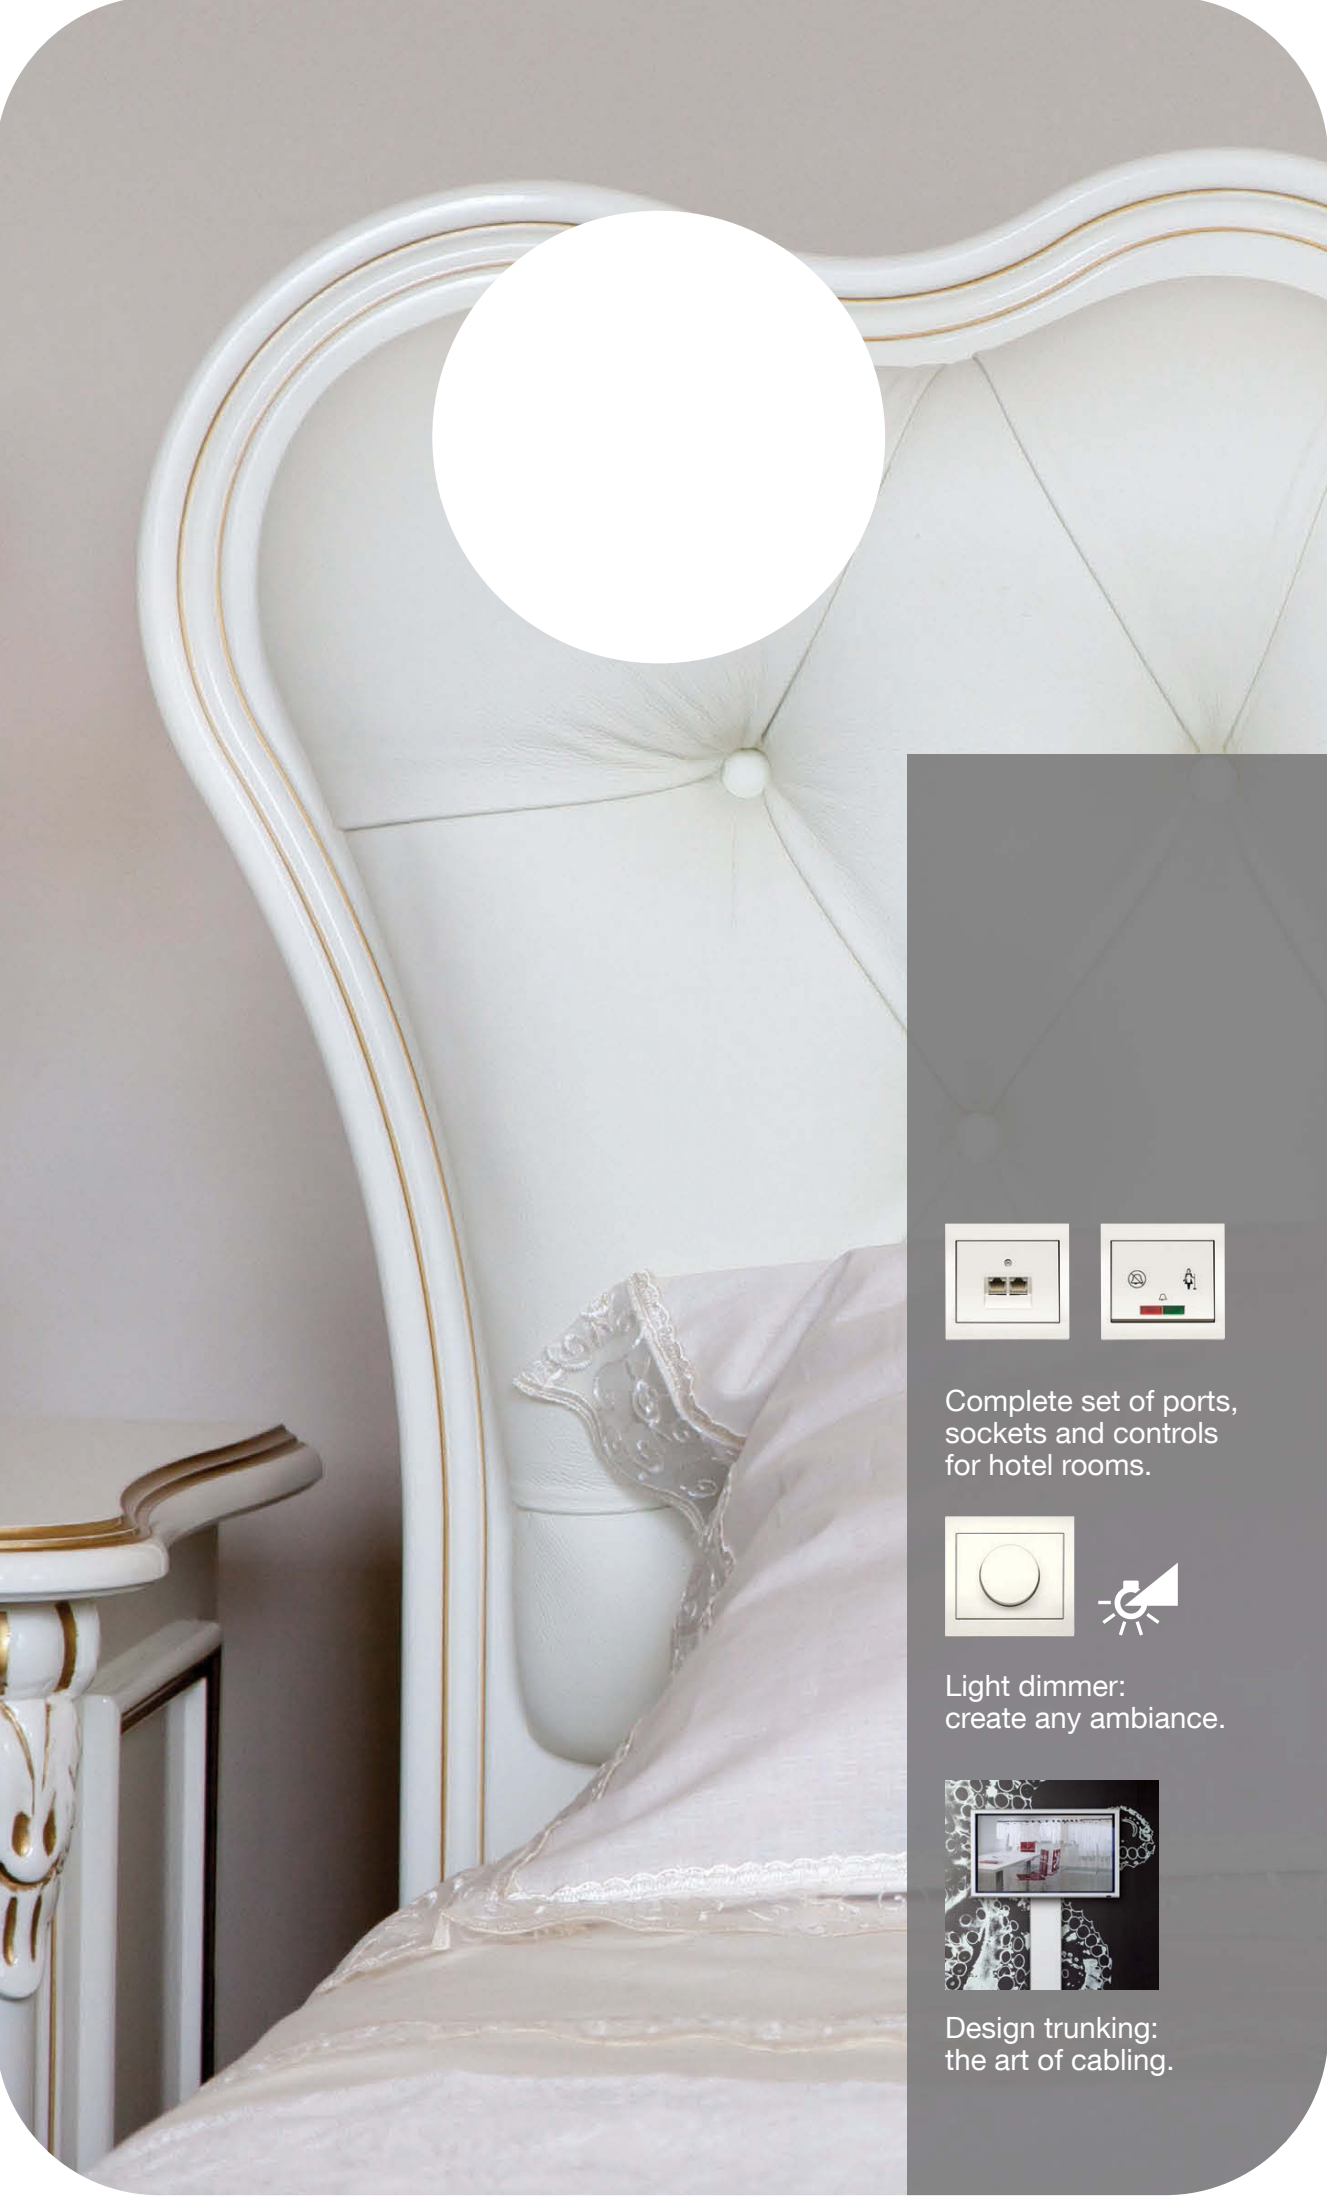 Complete set of ports,
sockets and controls
for hotel rooms.
Light dimmer:
create any ambiance.
Design trunking:
the art of cabling.